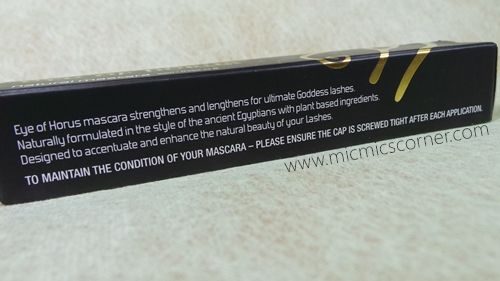 Eye of Horus mascara strengthens and lengthens for ultimate Goddess lashes.
Naturally formulated in the style of the ancient Egyptians with plant based ingredients.
Designed to accentuate and enhance the natural beauty of your lashes.
TO MAINTAIN THE CONDITION OF YOUR MASCARA – PLEASE ENSURE THE CAP IS SCREWED TIGHT AFTER EACH APPLICATION.
www.micmicscorner.com